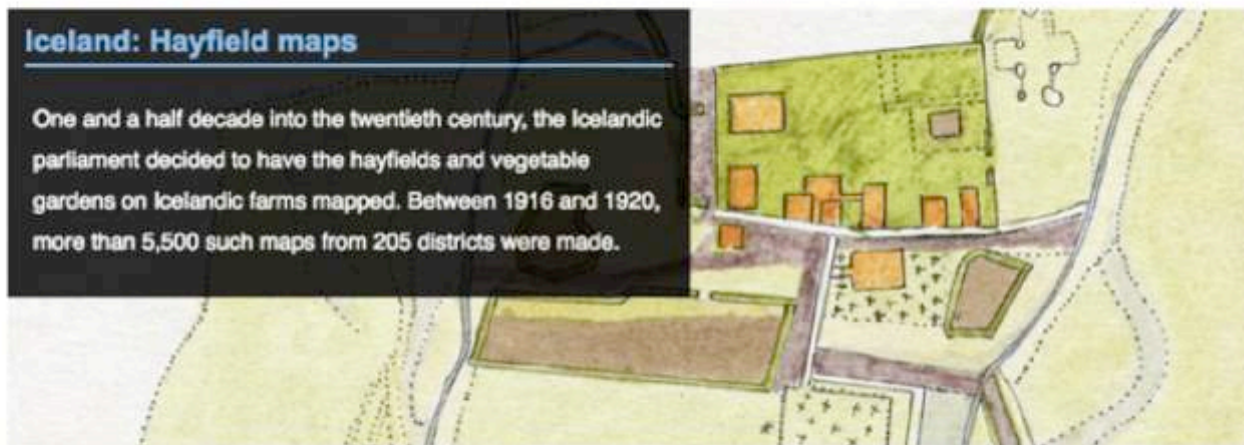 Iceland: Hayfield maps
One and a half decade into the twentieth century, the Icelandic
parliament decided to have the hayfields and vegetable
gardens on Icelandic farms mapped. Between 1916 and 1920,
more than 5,500 such maps from 205 districts were made.